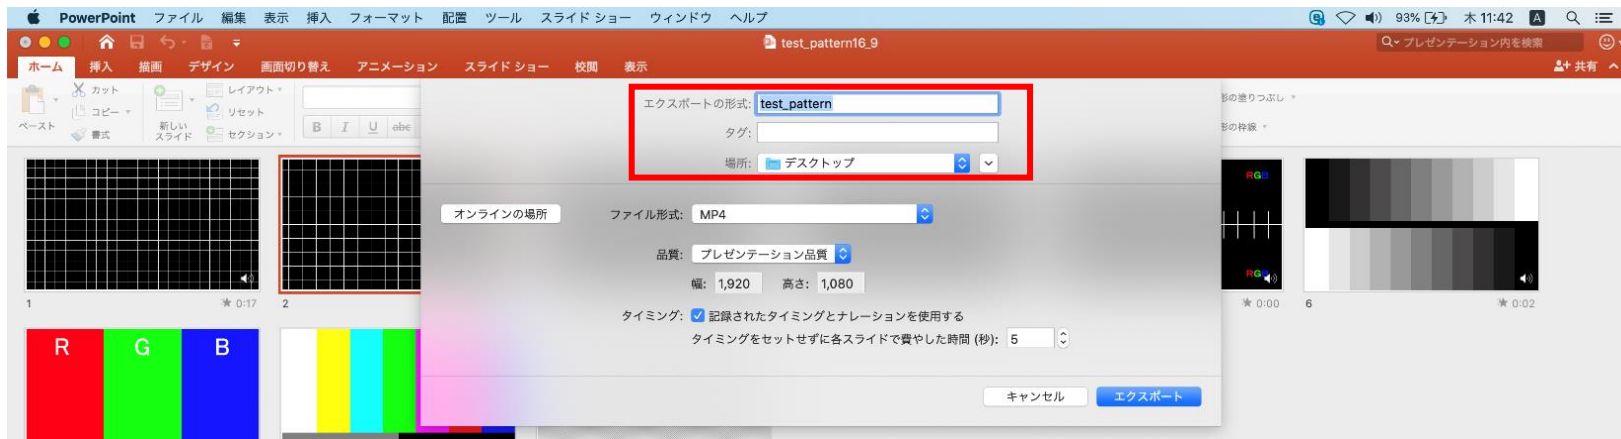 PowerPoint ファイル 編集 表示 挿入 フォーマット 配置 ツール スライド ショー ウィンドウ ヘルプ 93% 木11:42 A
test_pattern16_9 プレゼンテーション内を検索
ホーム 挿入 描画 デザイン 画面切り替え アニメーション スライド ショー 校閲 表示 共有
ペースト カット コピー 書式 新しいスライド レイアウト リセット セクション B I U abc
形の塗りつぶし
形の枠線
エクスポートの形式: test_pattern
タグ:
場所: デスクトップ
オンラインの場所 ファイル形式: MP4
品質: プレゼンテーション品質
幅: 1,920 高さ: 1,080
タイミング: 記録されたタイミングとナレーションを使用する
タイミングをセットせずに各スライドで費やした時間 (秒): 5
キャンセル エクスポート
RGB
RGB
1 0:17 2 0:00 6 0:02
R G B